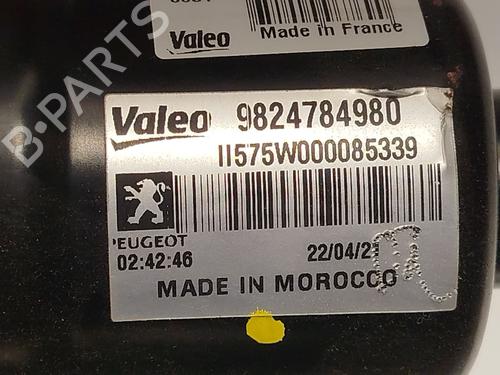 Valeo Made in France
Valeo 9824784980
II575W000085339
PEUGEOT
02:42:46 22/04/21
MADE IN MOROCCO
B-PARTS